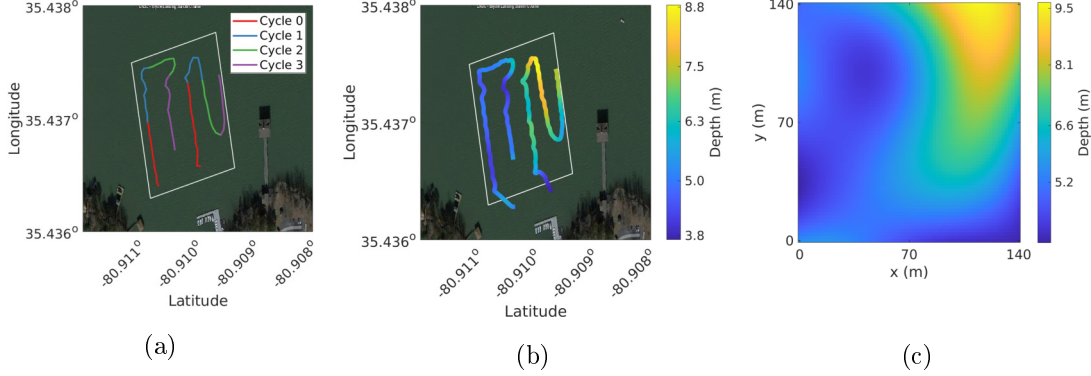 35.438°
35.437°
35.436°
Longitude
-80.911°
-80.910°
-80.909°
-80.908°
Latitude
Cycle 0
Cycle 1
Cycle 2
Cycle 3
(a)
35.438°
35.437°
35.436°
Longitude
-80.911°
-80.910°
-80.909°
-80.908°
Latitude
8.8
7.5
6.3
5.0
3.8
Depth (m)
(b)
140
70
0
y (m)
0
70
140
x (m)
9.5
8.1
6.6
5.2
Depth (m)
(c)